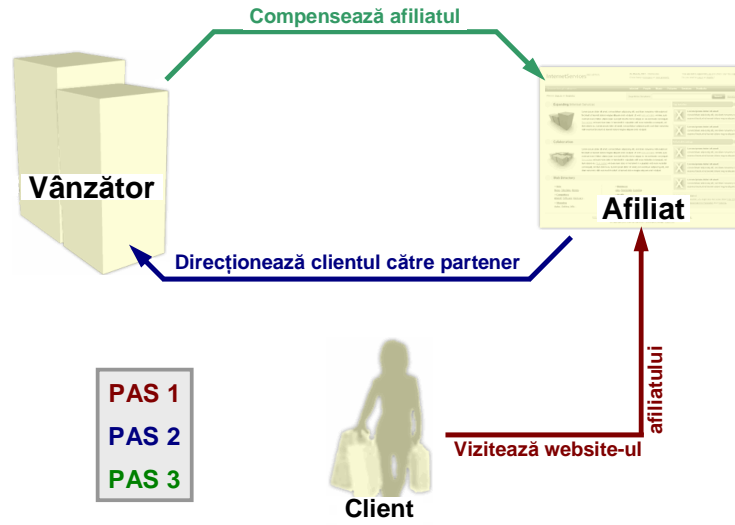 Compensează afiliatul
Vânzător
Afiliat
Direcționează clientul către partener
afiliatului
PAS 1
PAS 2
PAS 3
Vizitează website-ul
Client